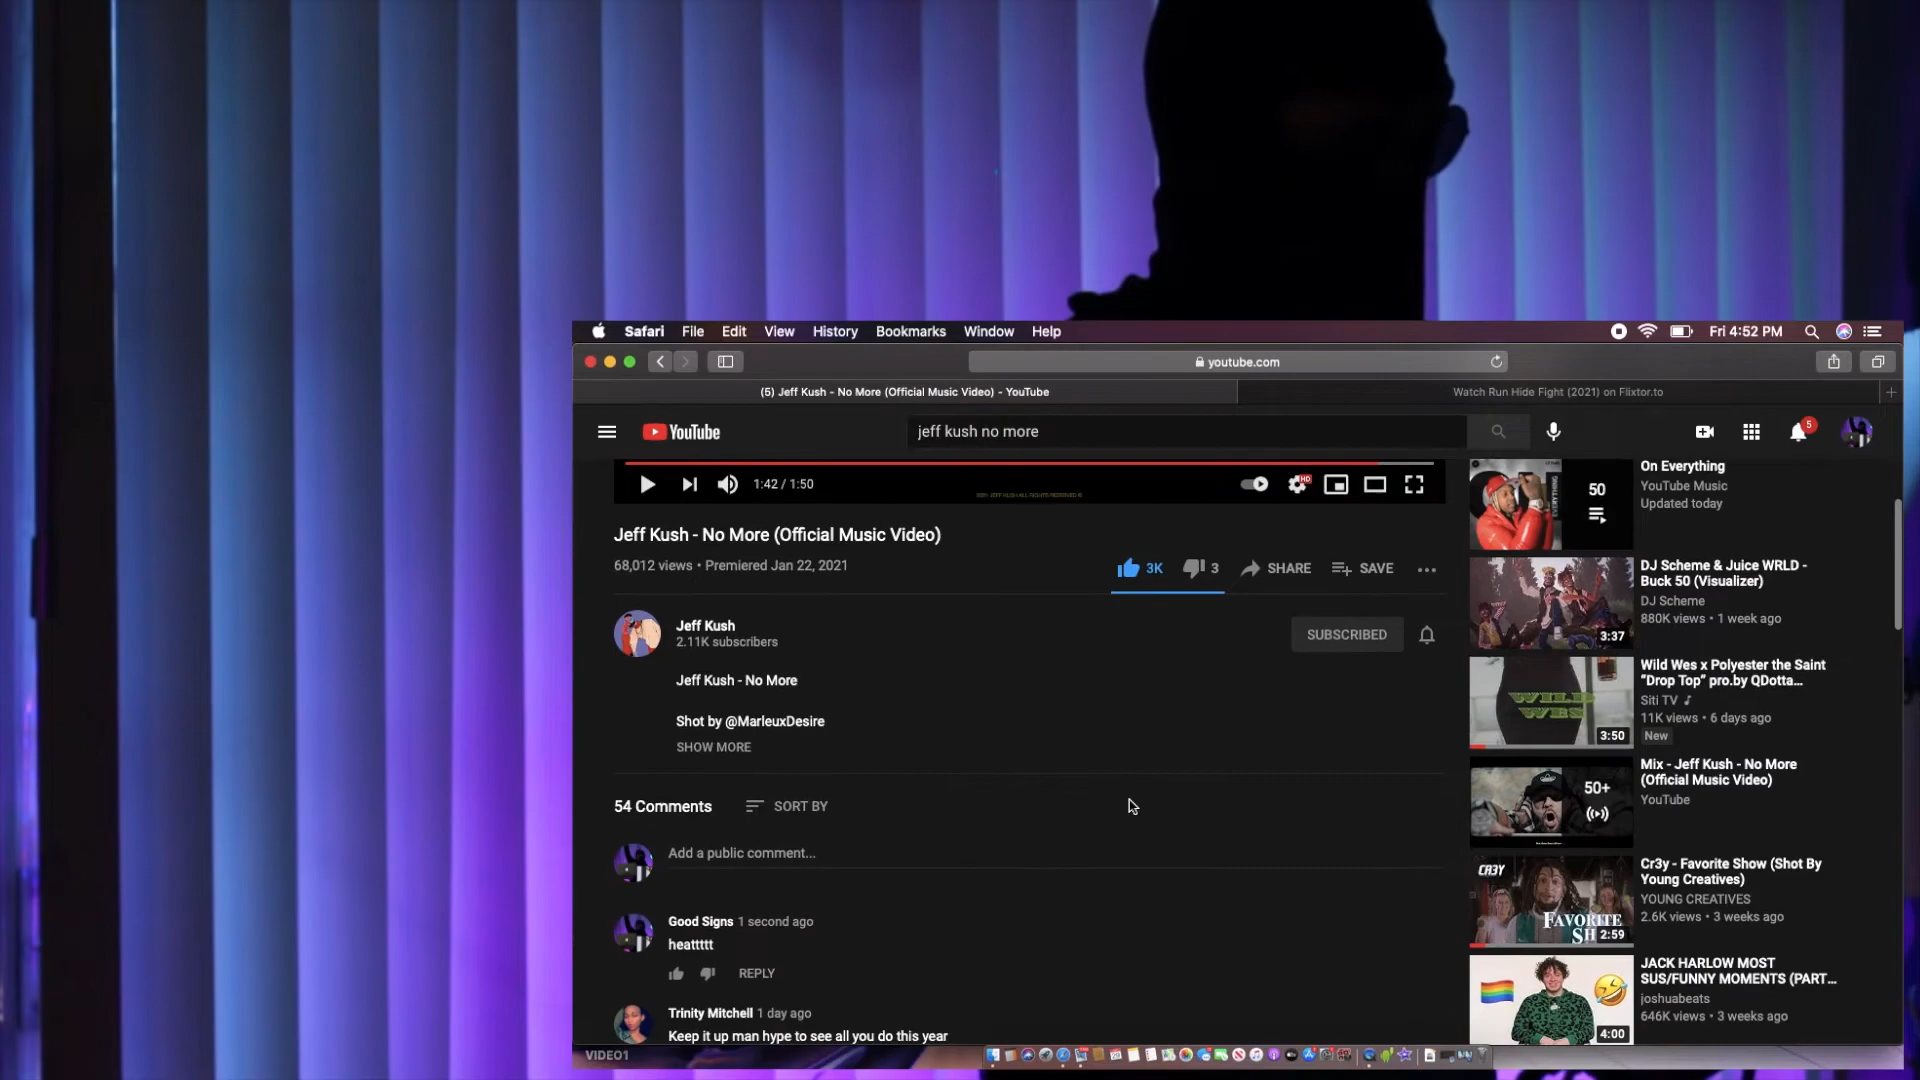 Safari File Edit View History Bookmarks Window Help
Fri 4:52 PM
youtube.com
(5) Jeff Kush - No More (Official Music Video) - YouTube
Watch Run Hide Fight (2021) on Flixtor.to
YouTube
jeff kush no more
5
1:42 / 1:50
HD
Jeff Kush - No More (Official Music Video)
68,012 views • Premiered Jan 22, 2021
3K
3
SHARE
SAVE
Jeff Kush
2.11K subscribers
SUBSCRIBED
Jeff Kush - No More
Shot by @MarleuxDesire
SHOW MORE
54 Comments
SORT BY
Add a public comment...
Good Signs 1 second ago
heattttt
REPLY
Trinity Mitchell 1 day ago
Keep it up man hype to see all you do this year
50
On Everything
YouTube Music
Updated today
3:37
DJ Scheme & Juice WRLD -
Buck 50 (Visualizer)
DJ Scheme
880K views • 1 week ago
WILD
WES
3:50
Wild Wes x Polyester the Saint
“Drop Top” pro.by QDotta...
Siti TV
11K views • 6 days ago
New
50+
Mix - Jeff Kush - No More
(Official Music Video)
YouTube
CR3Y
FAVORITE
SH
2:59
Cr3y - Favorite Show (Shot By
Young Creatives)
YOUNG CREATIVES
2.6K views • 3 weeks ago
4:00
JACK HARLOW MOST
SUS/FUNNY MOMENTS (PART...
joshuabeats
646K views • 3 weeks ago
VIDEO1